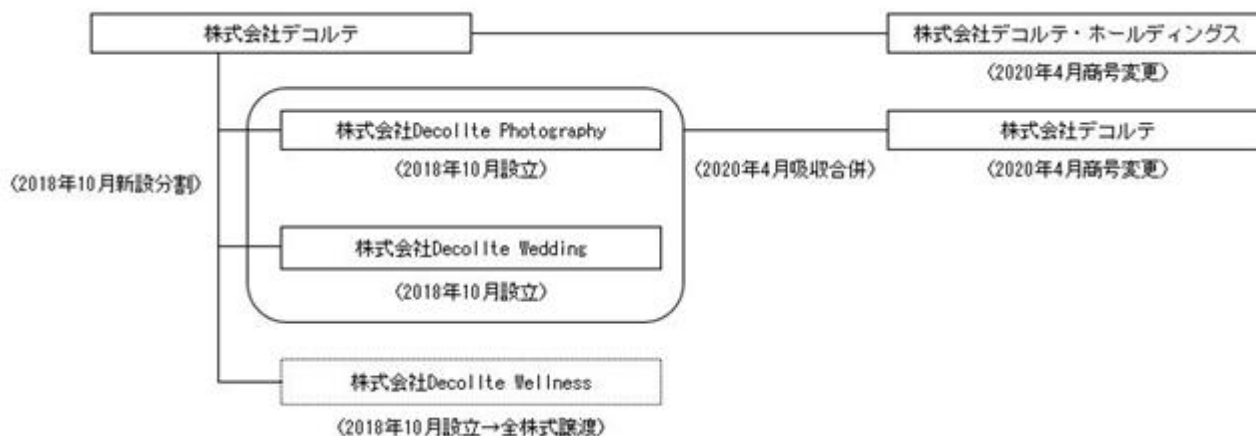 株式会社デコルテ
株式会社デコルテ・ホールディングス
〈2020年4月商号変更〉
株式会社Decollte Photography
株式会社デコルテ
〈2018年10月新設分割〉
〈2018年10月設立〉
〈2020年4月吸収合併〉
〈2020年4月商号変更〉
株式会社Decollte Wedding
〈2018年10月設立〉
株式会社Decollte Wellness
〈2018年10月設立→全株式譲渡〉